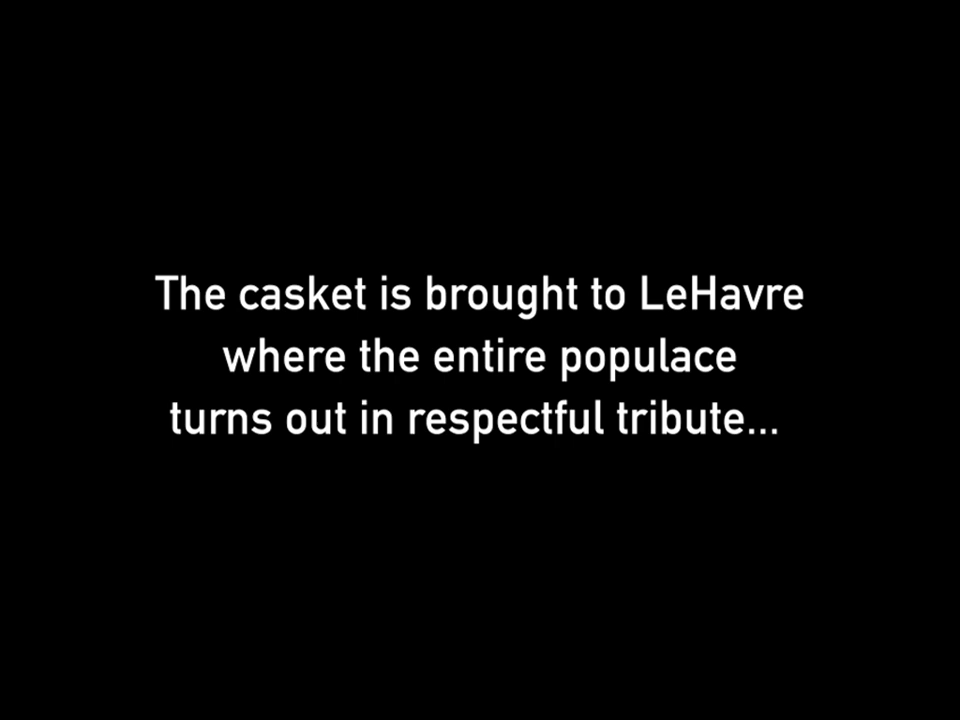 The casket is brought to LeHavre
where the entire populace
turns out in respectful tribute...